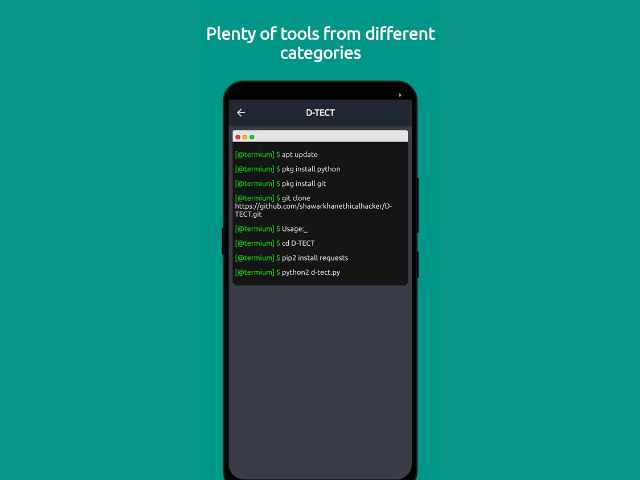 Plenty of tools from different
categories
D-TECT
[@termium] $ apt update
[@termium] $ pkg install python
[@termium] $ pkg install git
[@termium] $ git clone
https://github.com/shawarkhanethicalhacker/D-
TECT.git
[@termium] $ Usage:_
[@termium] $ cd D-TECT
[@termium] $ pip2 install requests
[@termium] $ python2 d-tect.py